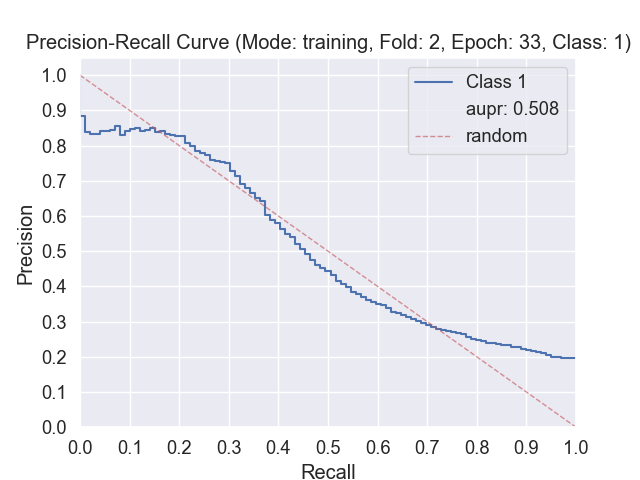 Precision-Recall Curve (Mode: training, Fold: 2, Epoch: 33, Class: 1)
Class 1
aupr: 0.508
random
Precision
1.0
0.9
0.8
0.7
0.6
0.5
0.4
0.3
0.2
0.1
0.0
0.0 0.1 0.2 0.3 0.4 0.5 0.6 0.7 0.8 0.9 1.0
Recall